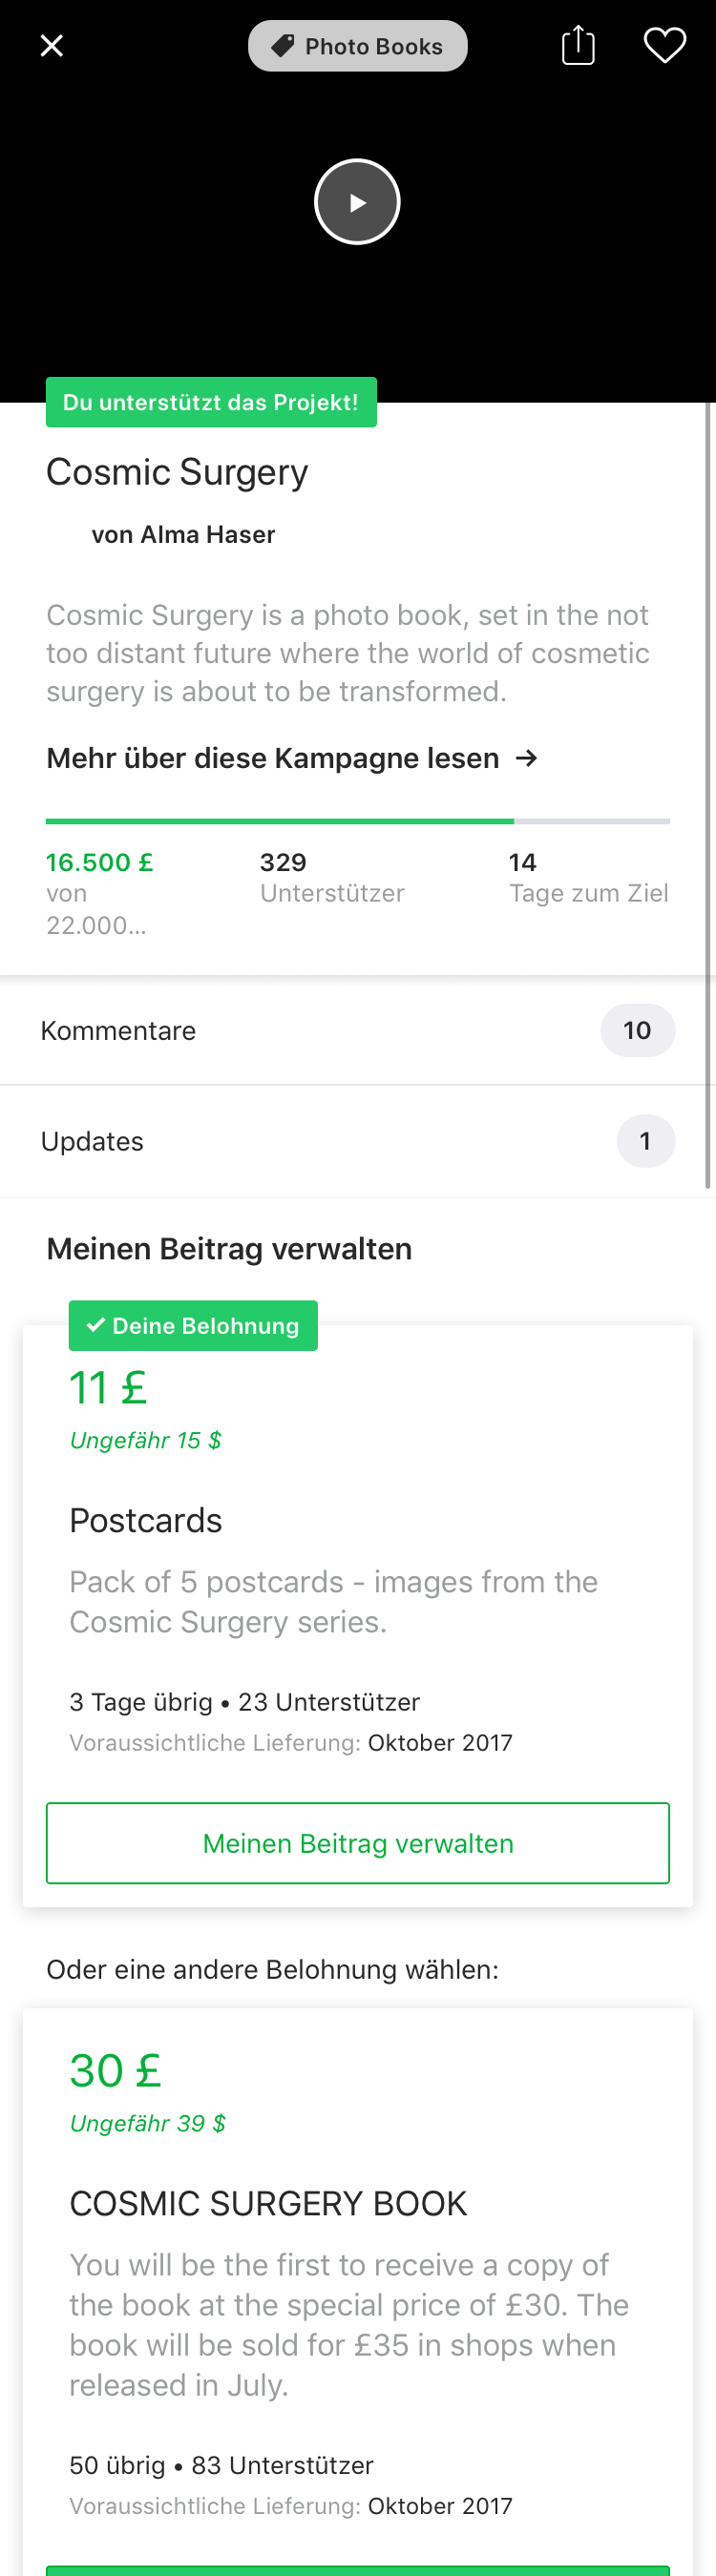 Photo Books
Du unterstützt das Projekt!
Cosmic Surgery
von Alma Haser
Cosmic Surgery is a photo book, set in the not
too distant future where the world of cosmetic
surgery is about to be transformed.
Mehr über diese Kampagne lesen →
16.500 £
von
22.000...
329
Unterstützer
14
Tage zum Ziel
Kommentare
10
Updates
1
Meinen Beitrag verwalten
✓ Deine Belohnung
11 £
Ungefähr 15 $
Postcards
Pack of 5 postcards - images from the
Cosmic Surgery series.
3 Tage übrig • 23 Unterstützer
Voraussichtliche Lieferung: Oktober 2017
Meinen Beitrag verwalten
Oder eine andere Belohnung wählen:
30 £
Ungefähr 39 $
COSMIC SURGERY BOOK
You will be the first to receive a copy of
the book at the special price of £30. The
book will be sold for £35 in shops when
released in July.
50 übrig • 83 Unterstützer
Voraussichtliche Lieferung: Oktober 2017